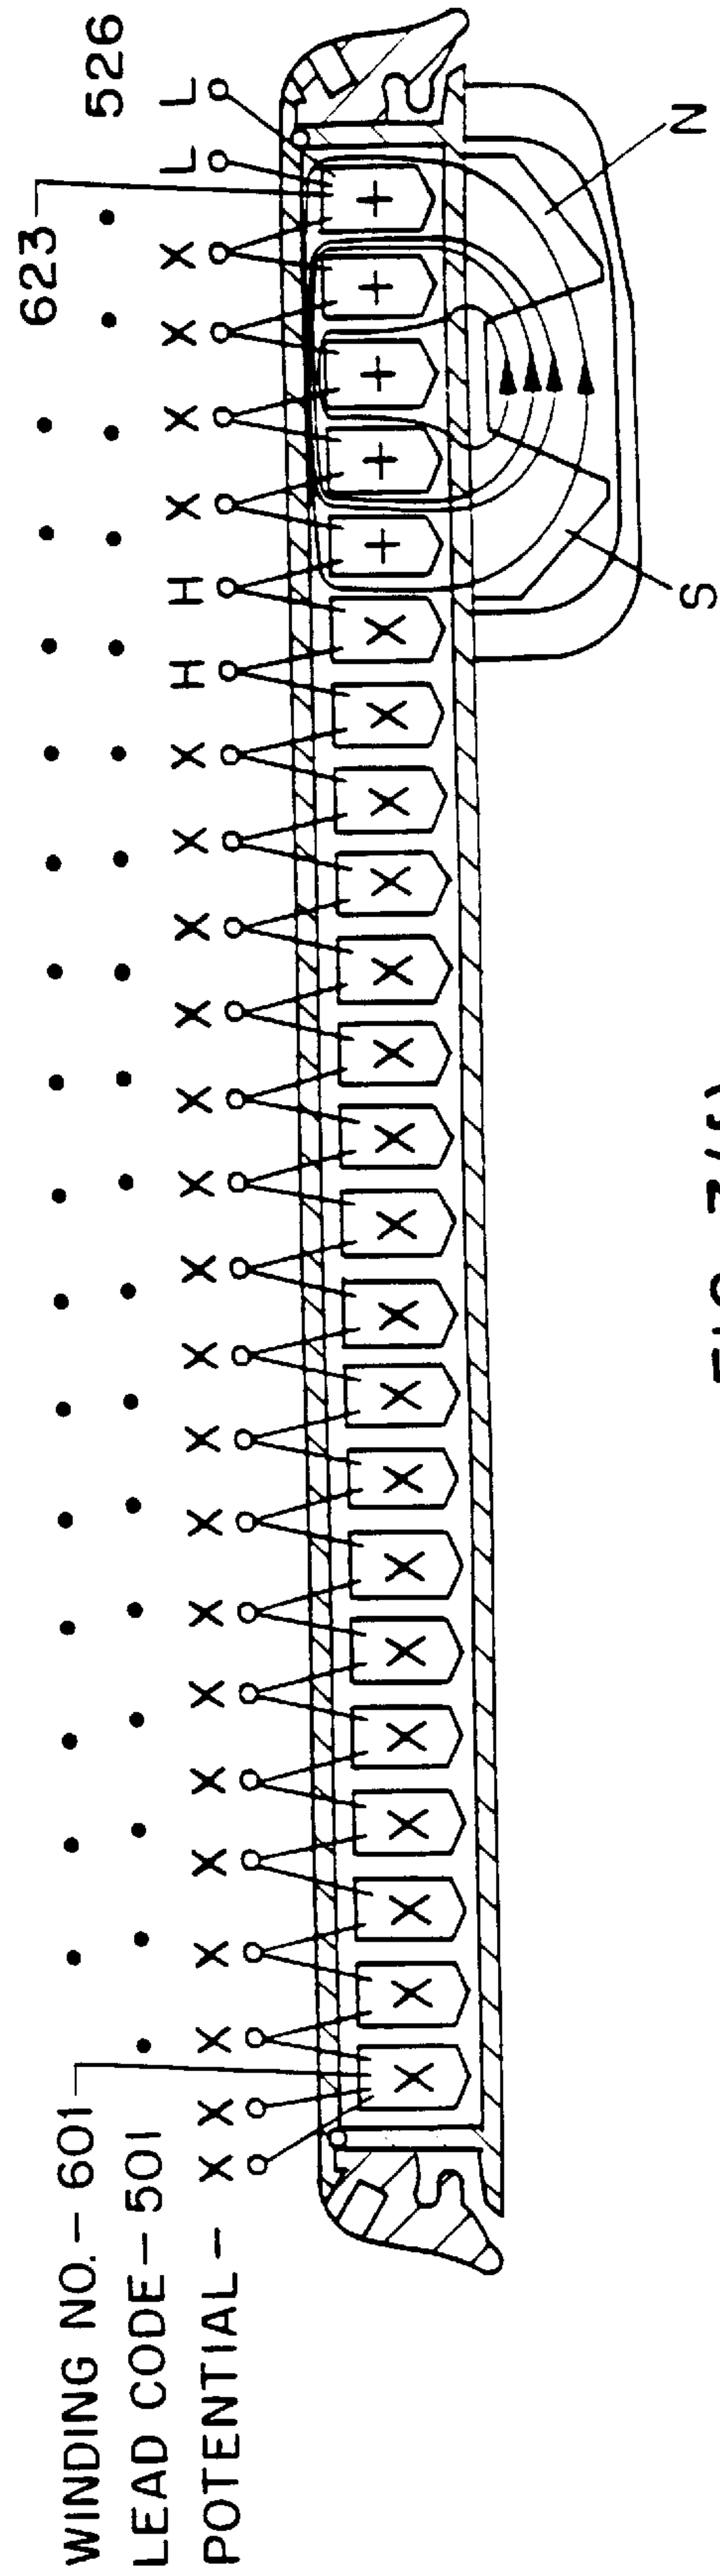 WINDING NO.— 601 623
LEAD CODE—501 526
POTENTIAL — X X X X X X X X X X X X X X X X X X H H X X X X L L
X X X X X X X X X X X X X X X X X X + + + + +
S N